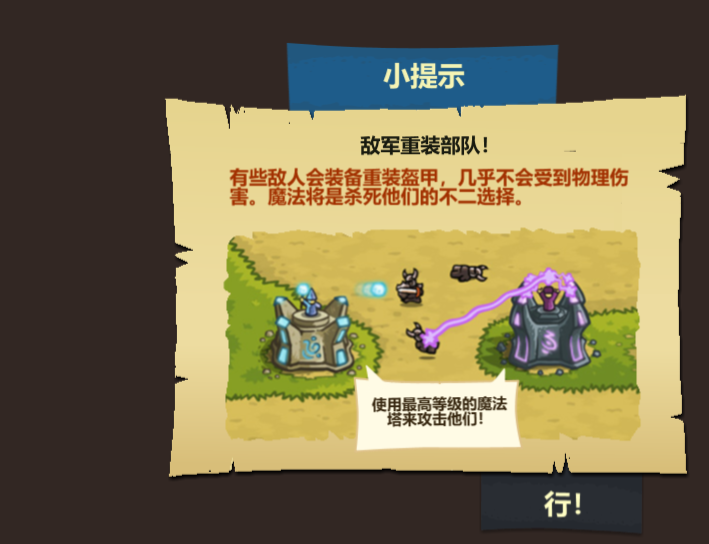 小提示
敌军重装部队！
有些敌人会装备重装盔甲，几乎不会受到物理伤
害。魔法将是杀死他们的不二选择。
使用最高等级的魔法
塔来攻击他们！
行！